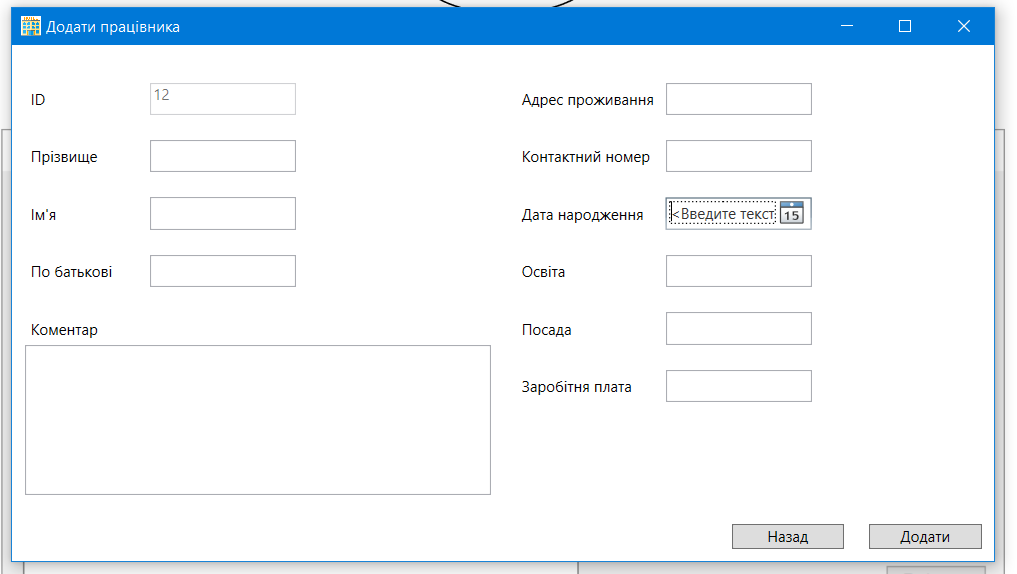 Додати працівника
ID
12
Прізвище
Ім'я
По батькові
Коментар
Адрес проживання
Контактний номер
Дата народження
<Введите текст
15
Освіта
Посада
Заробітня плата
Назад
Додати